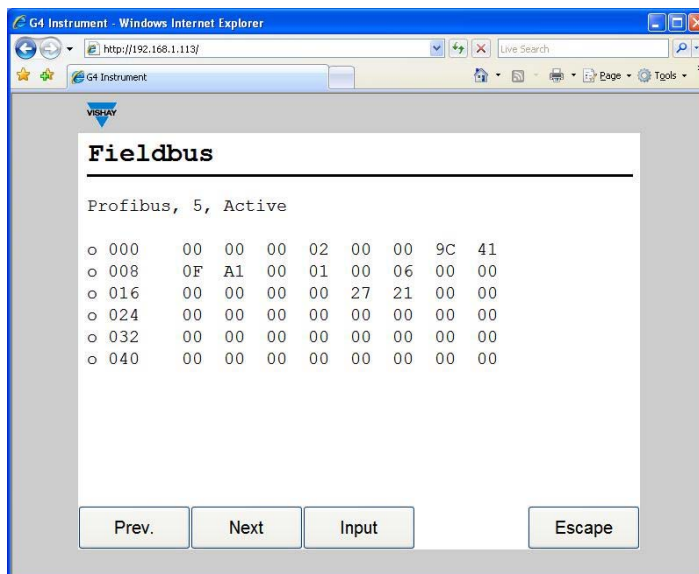 G4 Instrument - Windows Internet Explorer
http://192.168.1.113/
Live Search
G4 Instrument
Page
Tools
VISHAY
Fieldbus
Profibus, 5, Active
o 000 00 00 00 02 00 00 9C 41
o 008 0F A1 00 01 00 06 00 00
o 016 00 00 00 00 27 21 00 00
o 024 00 00 00 00 00 00 00 00
o 032 00 00 00 00 00 00 00 00
o 040 00 00 00 00 00 00 00 00
Prev. Next Input Escape